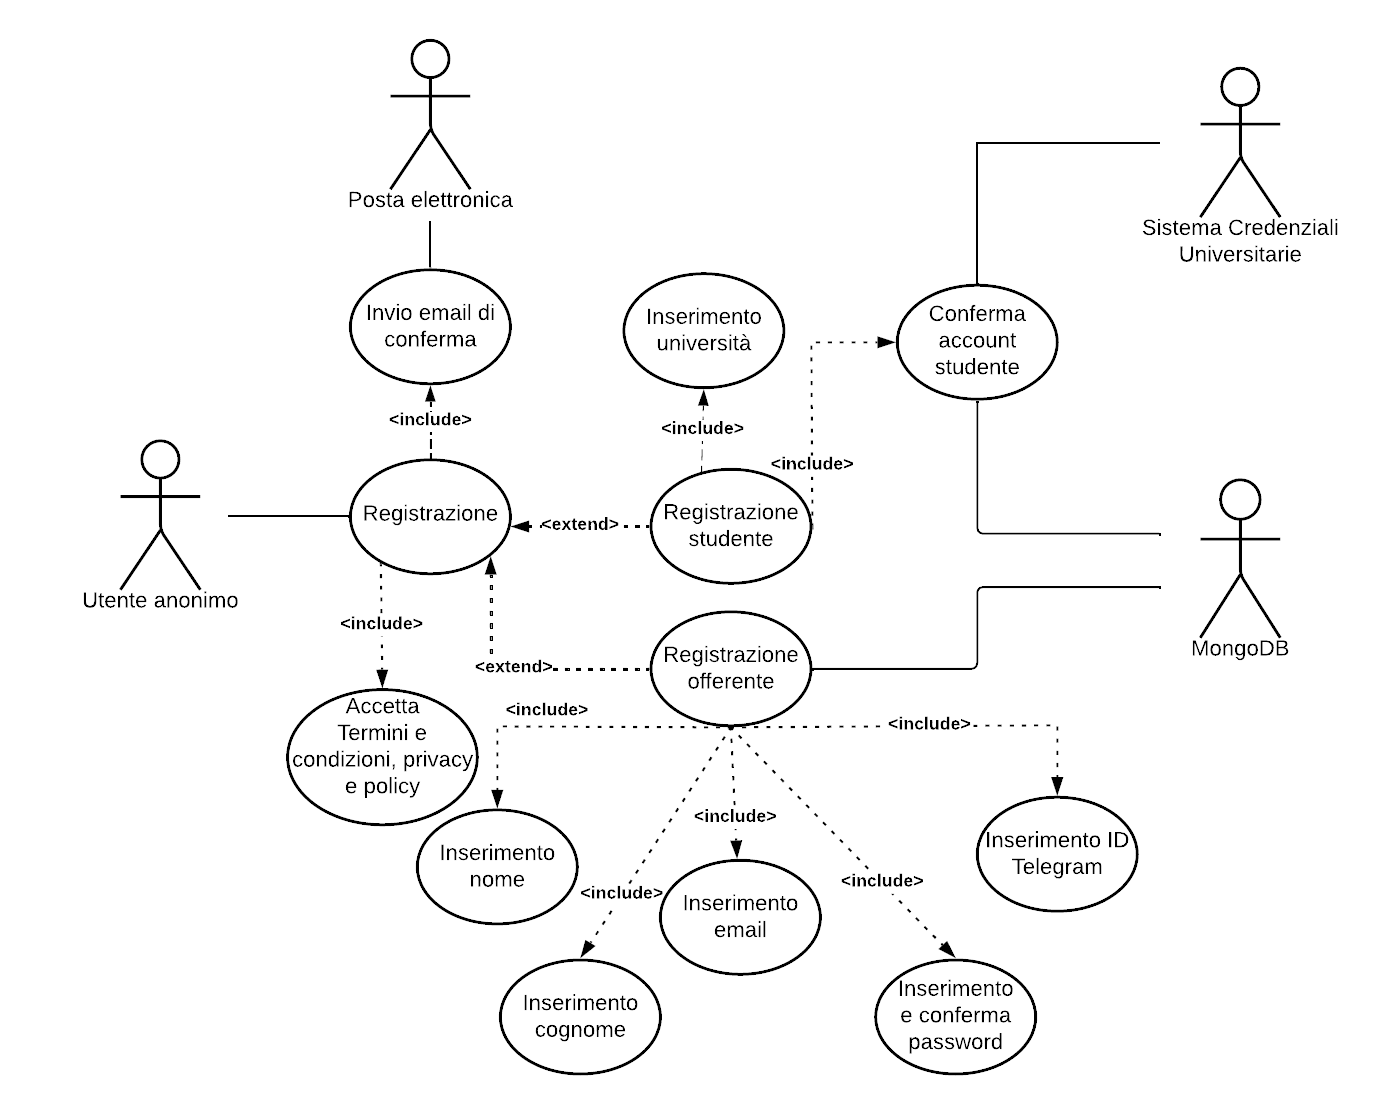 Posta elettronica
Sistema Credenziali
Universitarie
Invio email di
conferma
Inserimento
università
Conferma
account
studente
<include>
<include>
<include>
Registrazione
<extend>
Registrazione
studente
Utente anonimo
<include>
MongoDB
<extend>
Registrazione
offerente
Accetta
Termini e
condizioni, privacy
e policy
<include>
<include>
<include>
<include>
<include>
Inserimento
nome
Inserimento
email
Inserimento ID
Telegram
Inserimento
cognome
Inserimento
e conferma
password